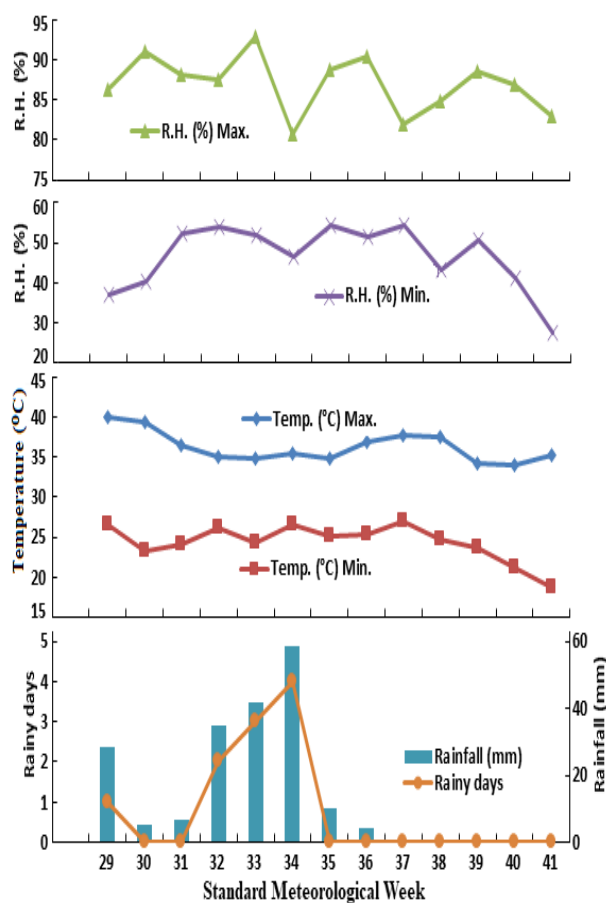 95
90
85
80
75
R.H. (%)
R.H. (%) Max.
60
50
40
30
20
R.H. (%)
R.H. (%) Min.
45
40
35
30
25
20
15
Temperature (⁰C)
Temp. (°C) Max.
Temp. (°C) Min.
5
4
3
2
1
0
Rainy days
60
40
20
0
Rainfall (mm)
Rainfall (mm)
Rainy days
29 30 31 32 33 34 35 36 37 38 39 40 41
Standard Meteorological Week